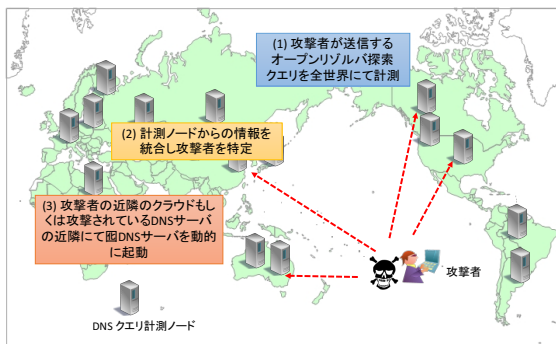 (1) 攻撃者が送信する
オープンリゾルバ探索
クエリを全世界にて計測
(2) 計測ノードからの情報を
統合し攻撃者を特定
(3) 攻撃者の近隣のクラウドもし
くは攻撃されているDNSサーバ
の近隣にて囮DNSサーバを動的
に起動
攻撃者
DNS クエリ計測ノード